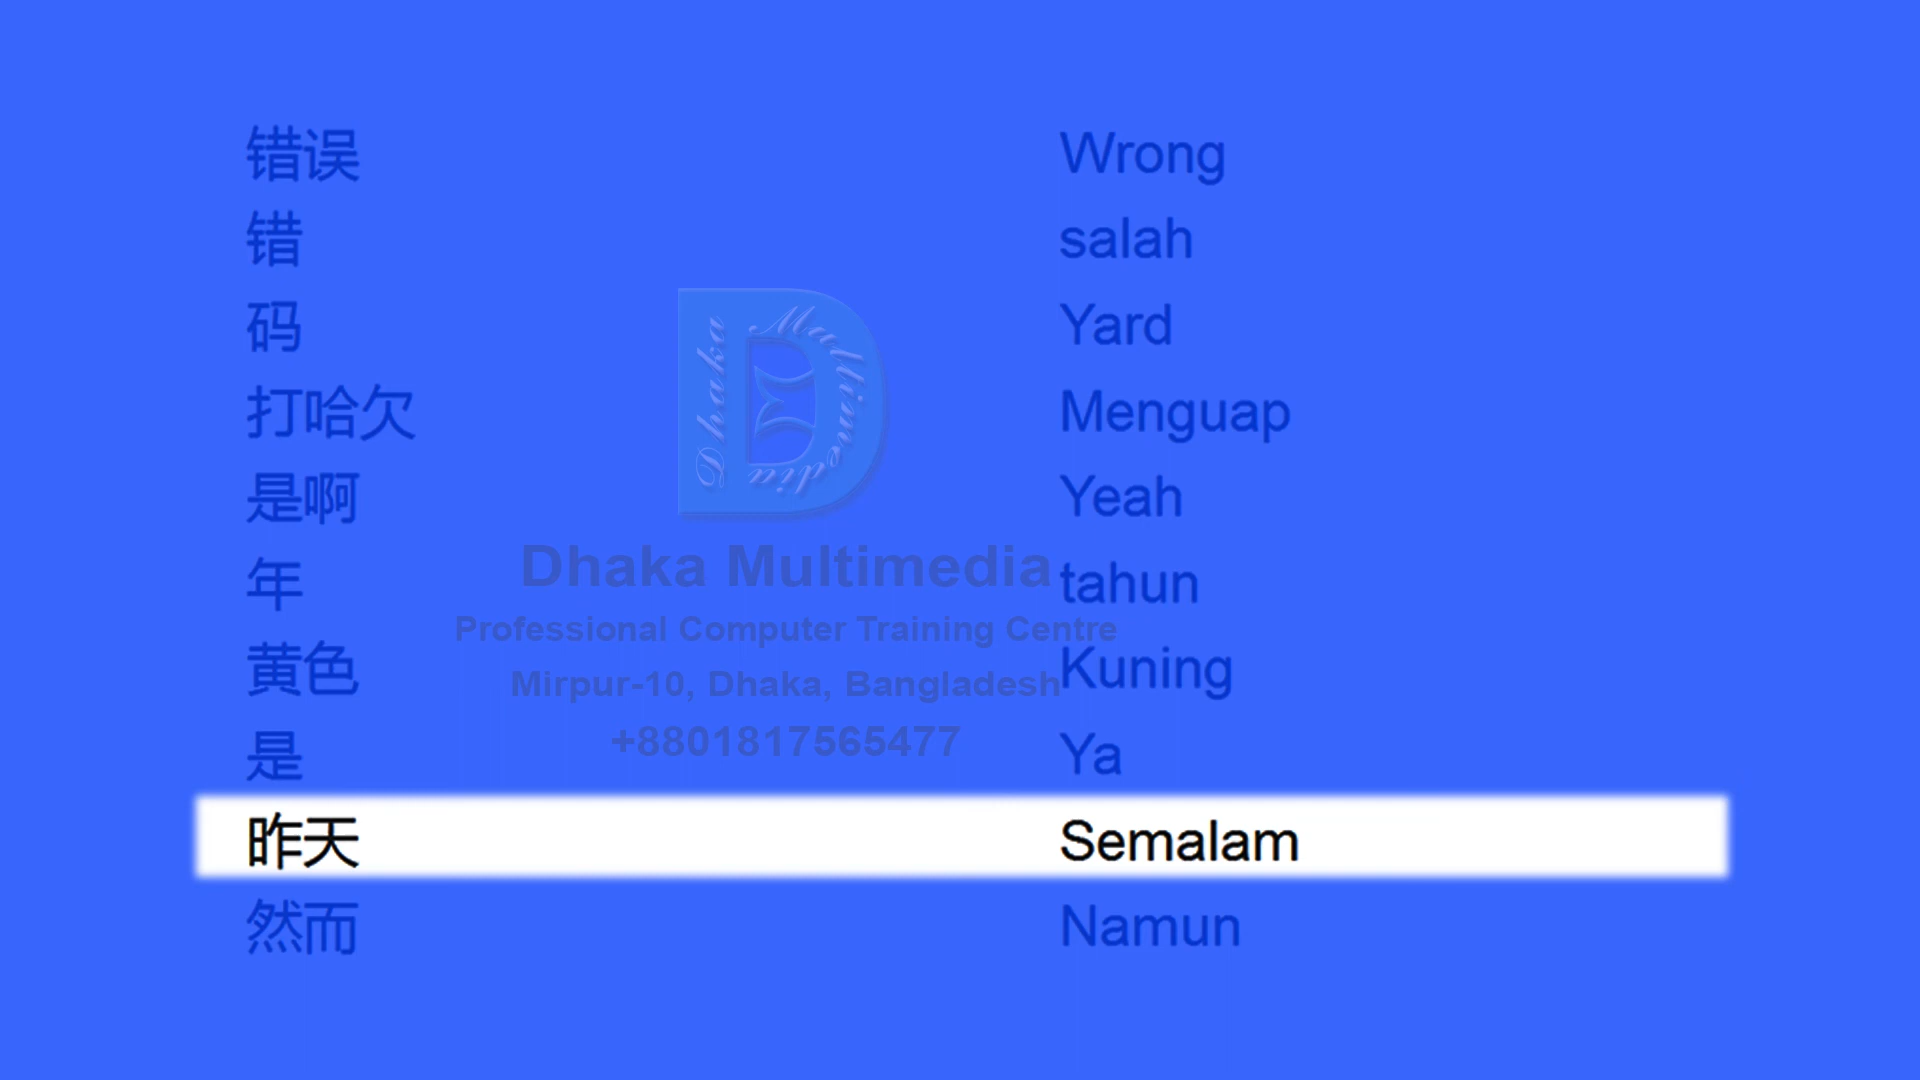 错误 Wrong
错 salah
码 Yard
打哈欠 Menguap
是啊 Yeah
年 tahun
黄色 Kuning
是 Ya
昨天 Semalam
然而 Namun
Dhaka Multimedia
Dhaka Multimedia
Professional Computer Training Centre
Mirpur-10, Dhaka, Bangladesh
+8801817565477